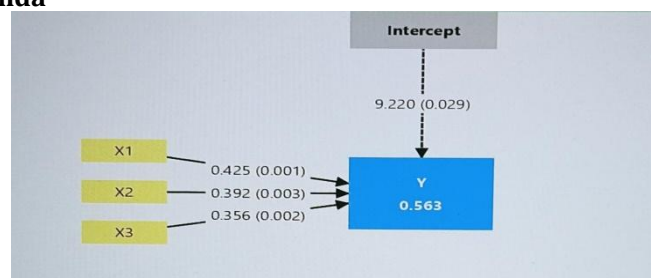 nda
Intercept
9.220 (0.029)
X1
0.425 (0.001)
X2
0.392 (0.003)
Y
0.563
X3
0.356 (0.002)